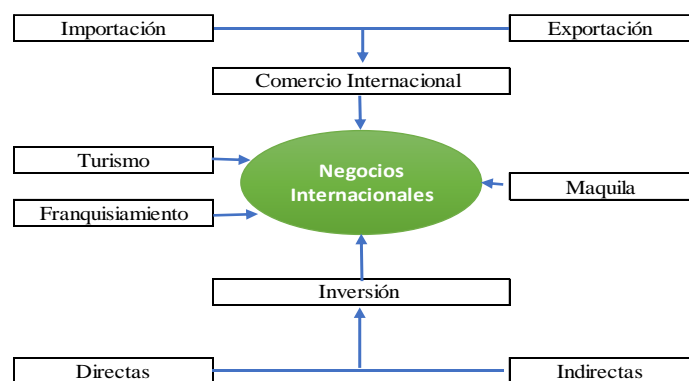 Importación
Exportación
Comercio Internacional
Turismo
Negocios
Internacionales
Maquila
Franquisiamiento
Inversión
Directas
Indirectas